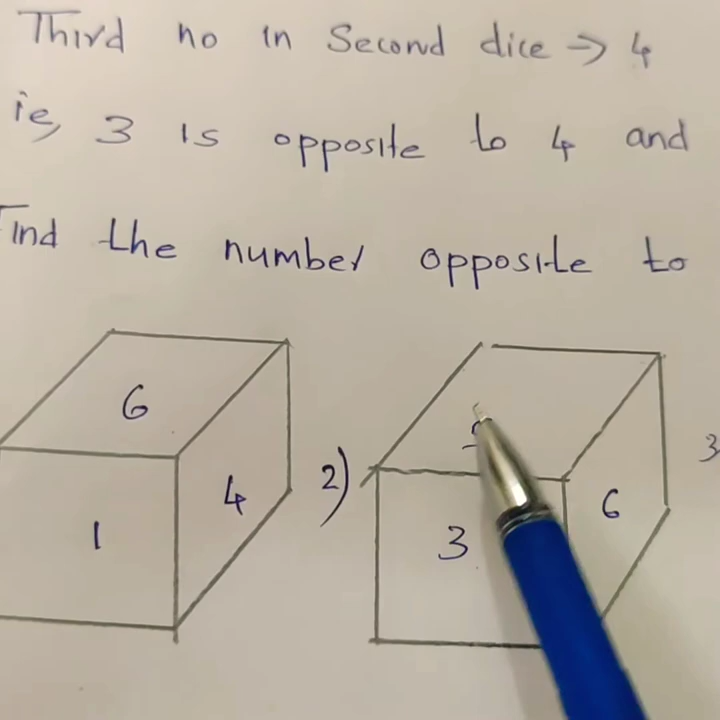 Third no in Second dice → 4
ie, 3 is opposite to 4 and
Find the number opposite to
6
1
4
2)
3
6
3